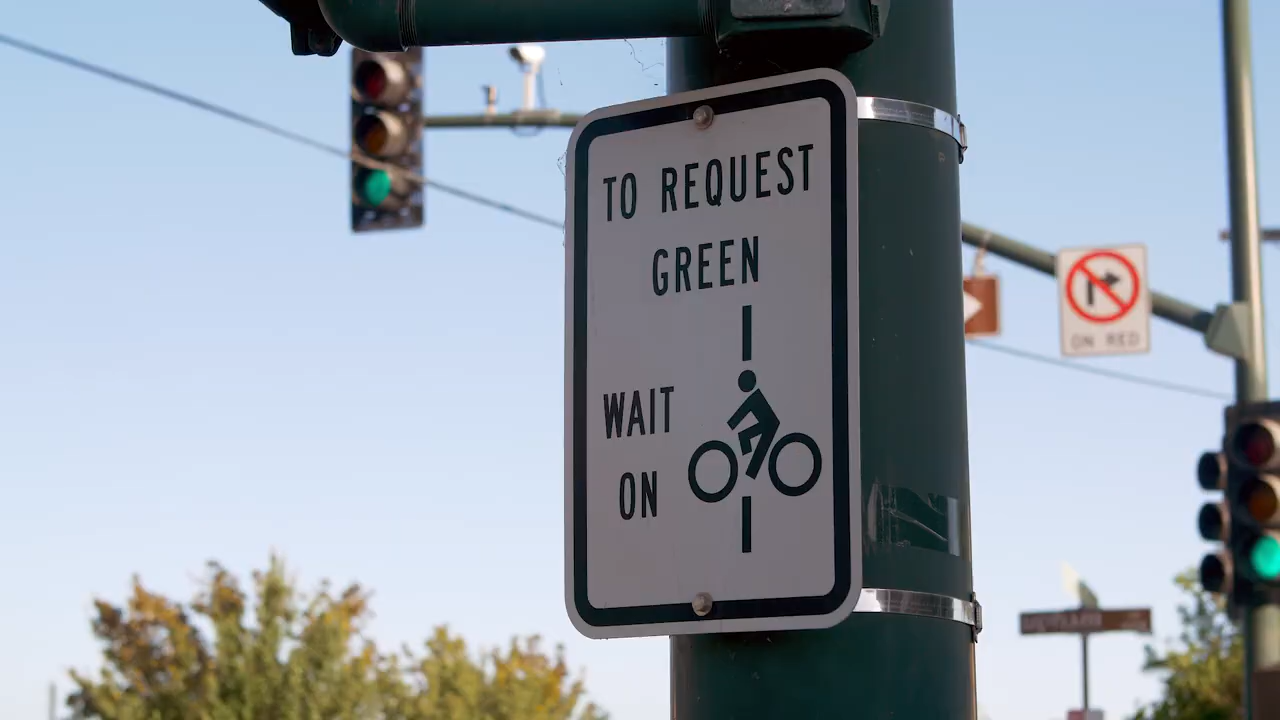 TO REQUEST
GREEN
WAIT
ON
ON RED